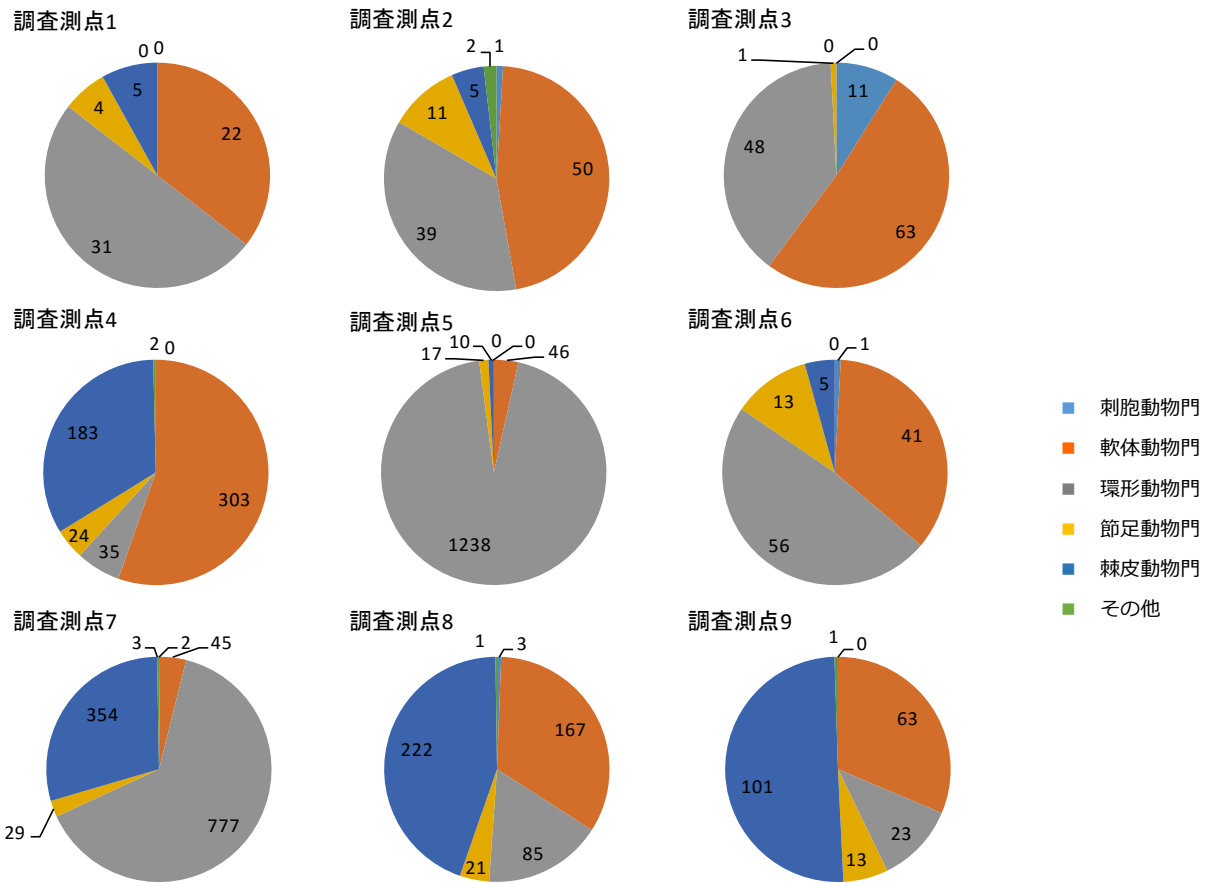 調査測点1
0 0
22
31
4
5
調査測点2
2 1
50
39
11
5
調査測点3
1 0 0
11
63
48
調査測点4
2 0
303
35
24
183
調査測点5
17 10 0 0 46
1238
調査測点6
0 1
41
56
13
5
刺胞動物門
軟体動物門
環形動物門
節足動物門
棘皮動物門
その他
調査測点7
3 2 45
777
29
354
調査測点8
1 3
167
85
21
222
調査測点9
1 0
63
23
13
101